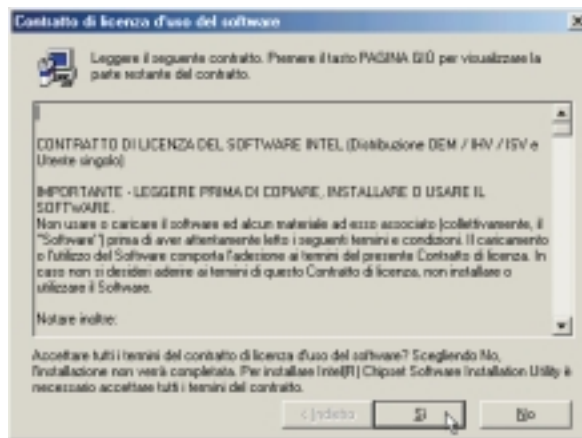 Contratto di licenza d'uso del software
Leggere il seguente contratto. Premere il tasto PAGINA GIÙ per visualizzare la
parte restante del contratto.
CONTRATTO DI LICENZA DEL SOFTWARE INTEL (Distribuzione OEM / IHV / ISV e
Utente singolo)
IMPORTANTE - LEGGERE PRIMA DI COPIARE, INSTALLARE O USARE IL
SOFTWARE.
Non usare o caricare il software ed alcun materiale ad esso associato (collettivamente, il
"Software") prima di aver attentamente letto i seguenti termini e condizioni. Il caricamento
o l'utilizzo del Software comporta l'adesione ai termini del presente Contratto di licenza. In
caso non si desideri aderire ai termini di questo Contratto di licenza, non installare o
utilizzare il Software.
Notare inoltre:
Accettare tutti i termini del contratto di licenza d'uso del software? Scegliendo No,
l'installazione non verrà completata. Per installare Intel(R) Chipset Software Installation Utility è
necessario accettare tutti i termini del contratto.
< Indietro Sì No